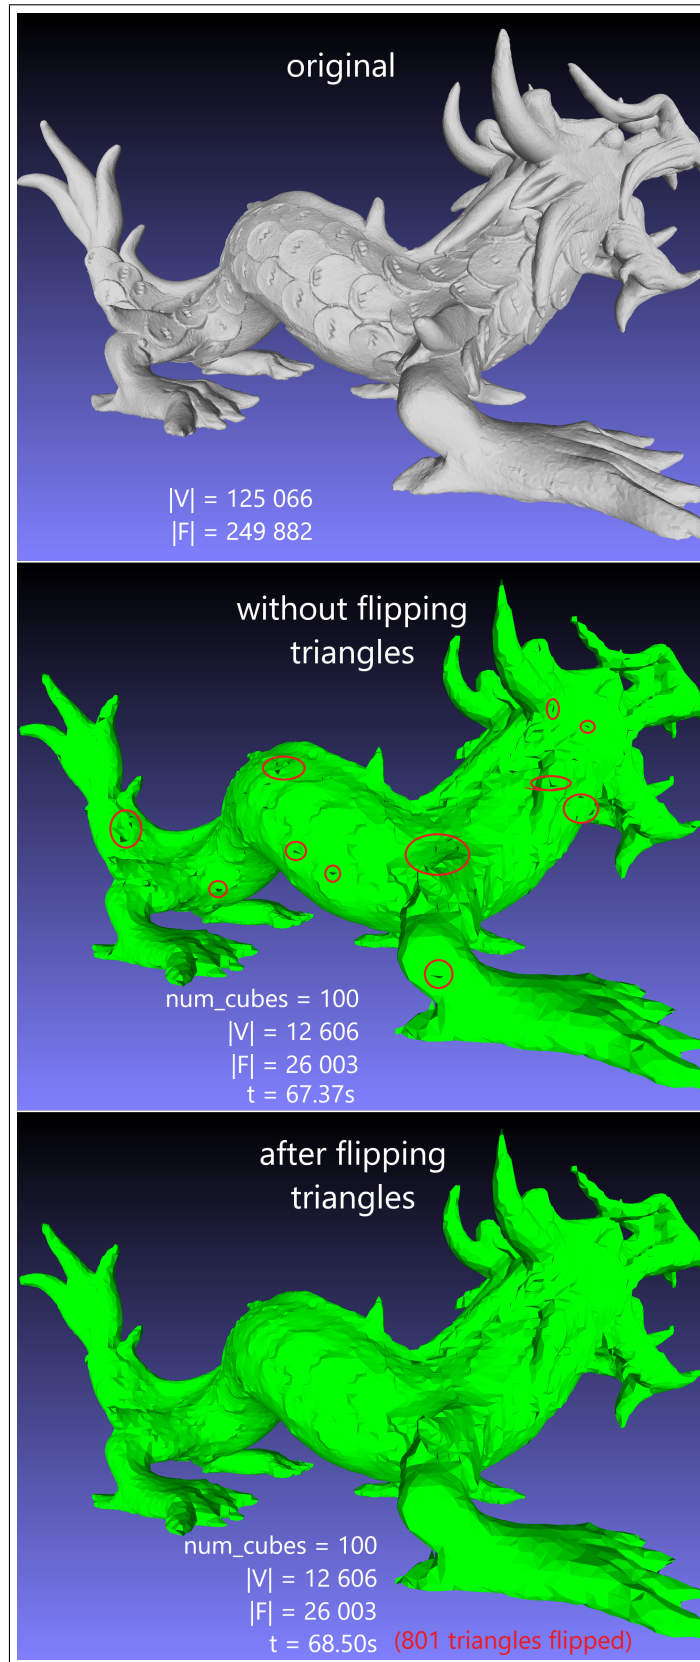 original
|V| = 125 066
|F| = 249 882
without flipping
triangles
num_cubes = 100
|V| = 12 606
|F| = 26 003
t = 67.37s
after flipping
triangles
num_cubes = 100
|V| = 12 606
|F| = 26 003
t = 68.50s (801 triangles flipped)